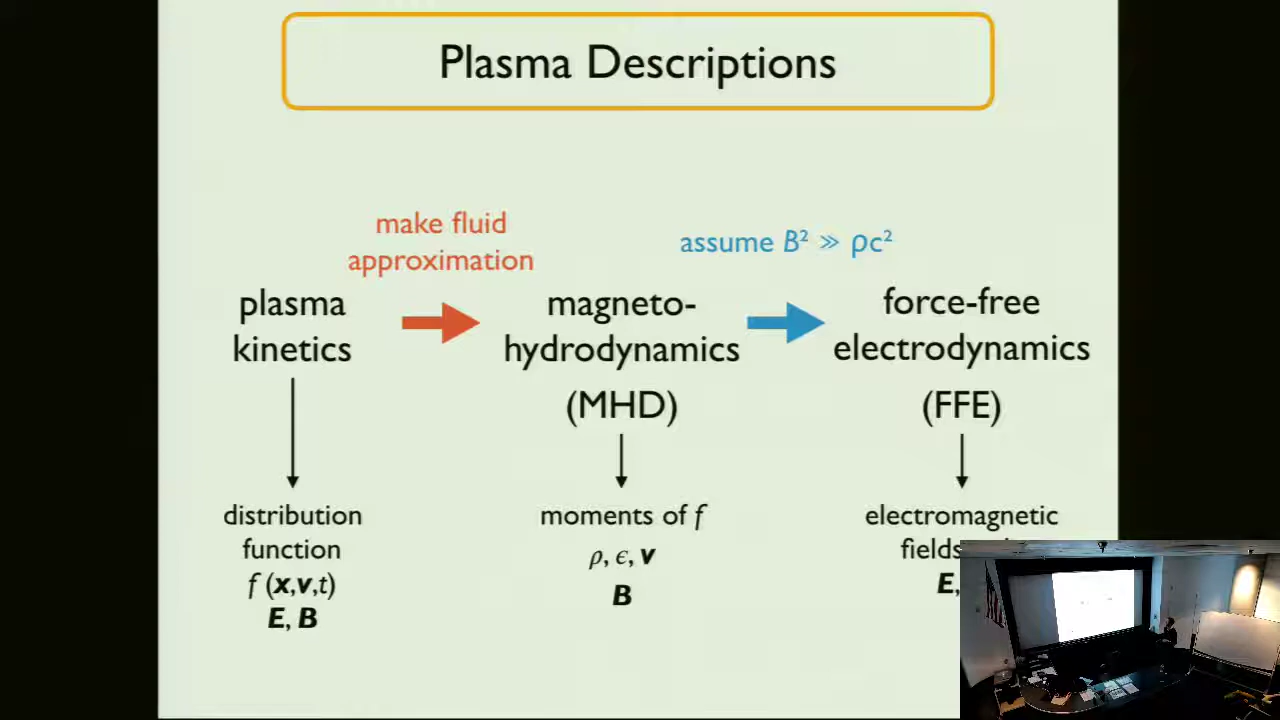 Plasma Descriptions
make fluid
approximation
assume B² ≫ ρc²
plasma
kinetics
magneto-
hydrodynamics
(MHD)
force-free
electrodynamics
(FFE)
distribution
function
f (x,v,t)
E, B
moments of f
ρ, ϵ, v
B
electromagnetic
fields
E,